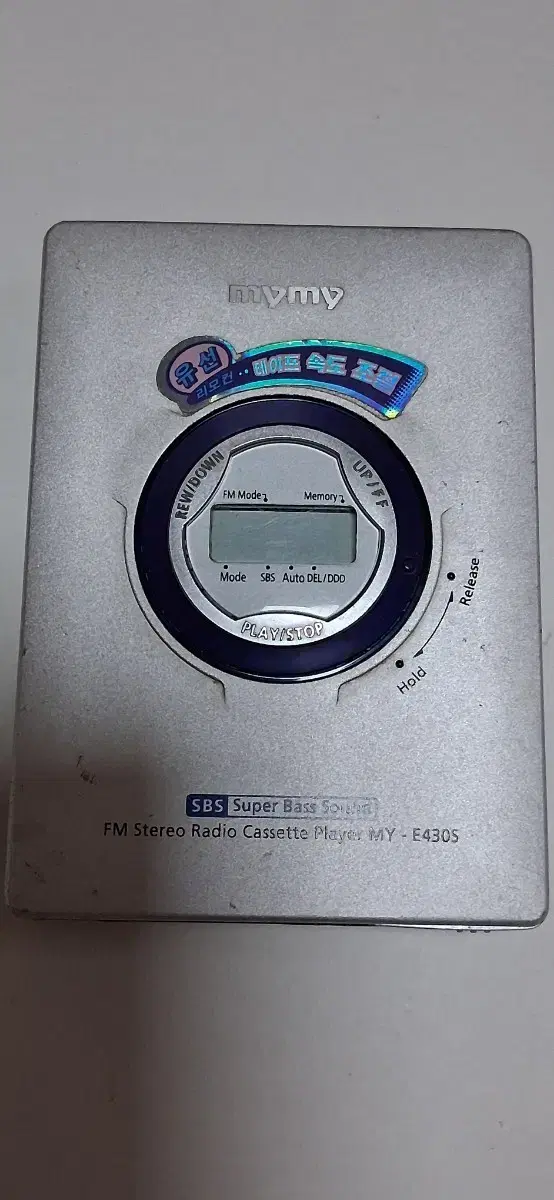 mymy
유선
리모컨 ‥ 테이프 속도 조절
REW/DOWN
UP/FF
FM Mode
Memory
Mode SBS Auto DEL/DDD
PLAY/STOP
Release
Hold
SBS Super Bass Sound
FM Stereo Radio Cassette Player MY - E430S